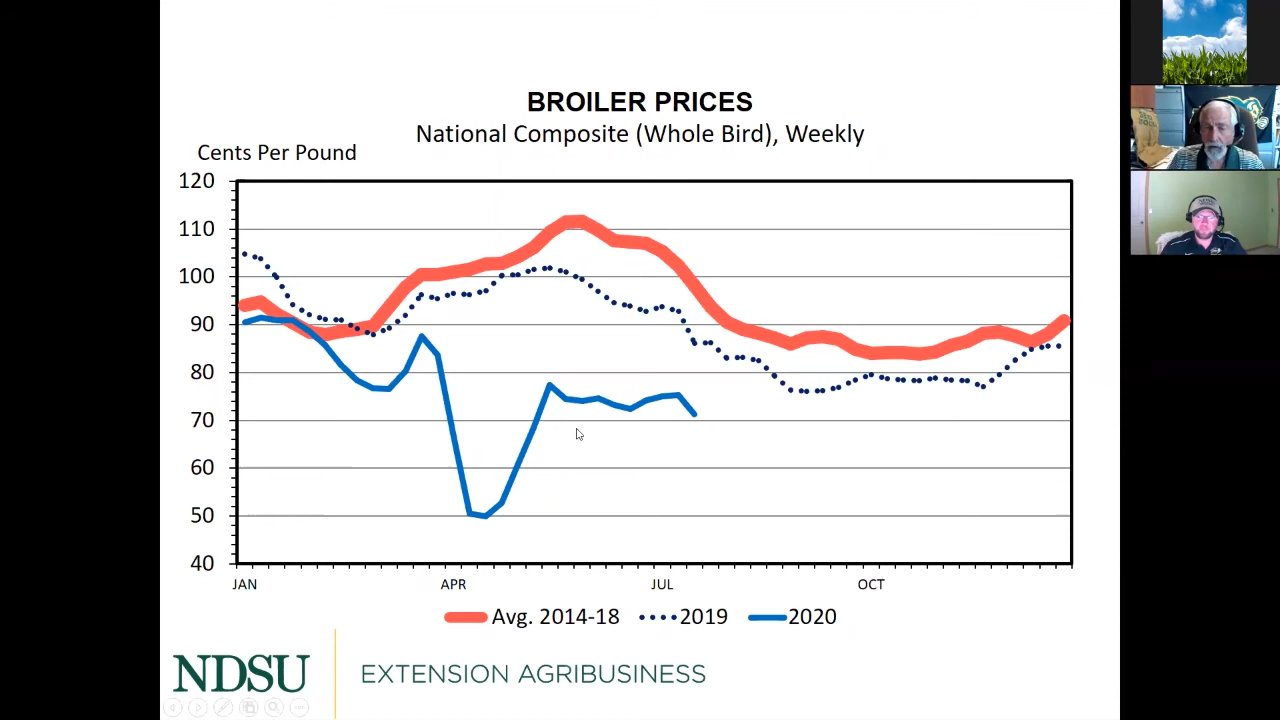 BROILER PRICES
National Composite (Whole Bird), Weekly
Cents Per Pound
120
110
100
90
80
70
60
50
40
JAN APR JUL OCT
Avg. 2014-18 2019 2020
NDSU EXTENSION AGRIBUSINESS